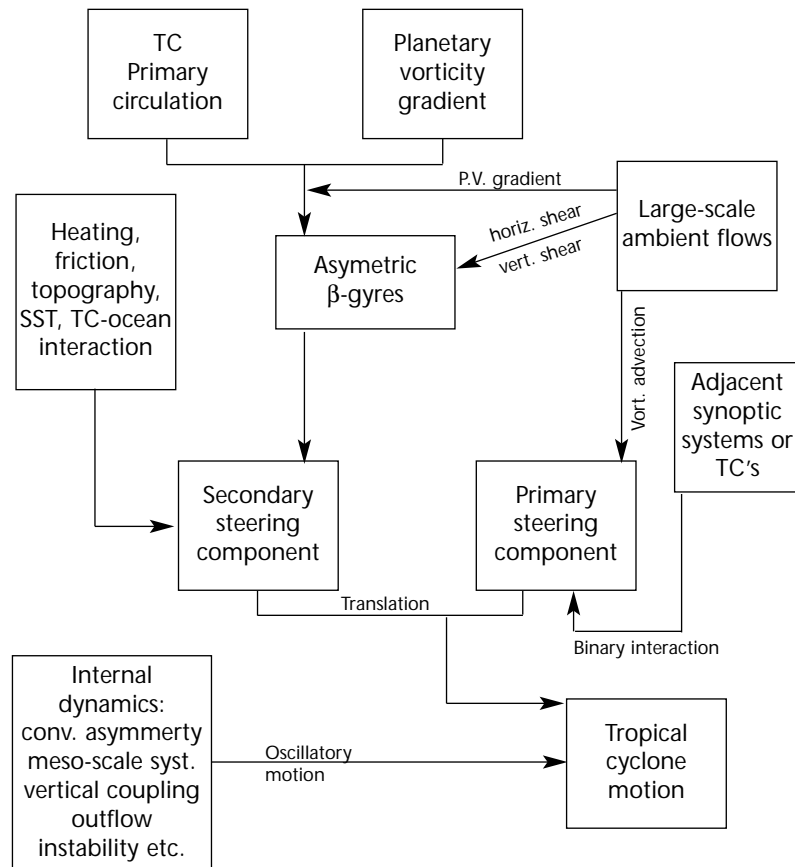 TC
Primary
circulation
Planetary
vorticity
gradient
P.V. gradient
Large-scale
ambient flows
horiz. shear
vert. shear
Heating,
friction,
topography,
SST, TC-ocean
interaction
Asymetric
β-gyres
Vort. advection
Adjacent
synoptic
systems or
TC's
Secondary
steering
component
Primary
steering
component
Translation
Binary interaction
Internal
dynamics:
conv. asymmerty
meso-scale syst.
vertical coupling
outflow
instability etc.
Oscillatory
motion
Tropical
cyclone
motion